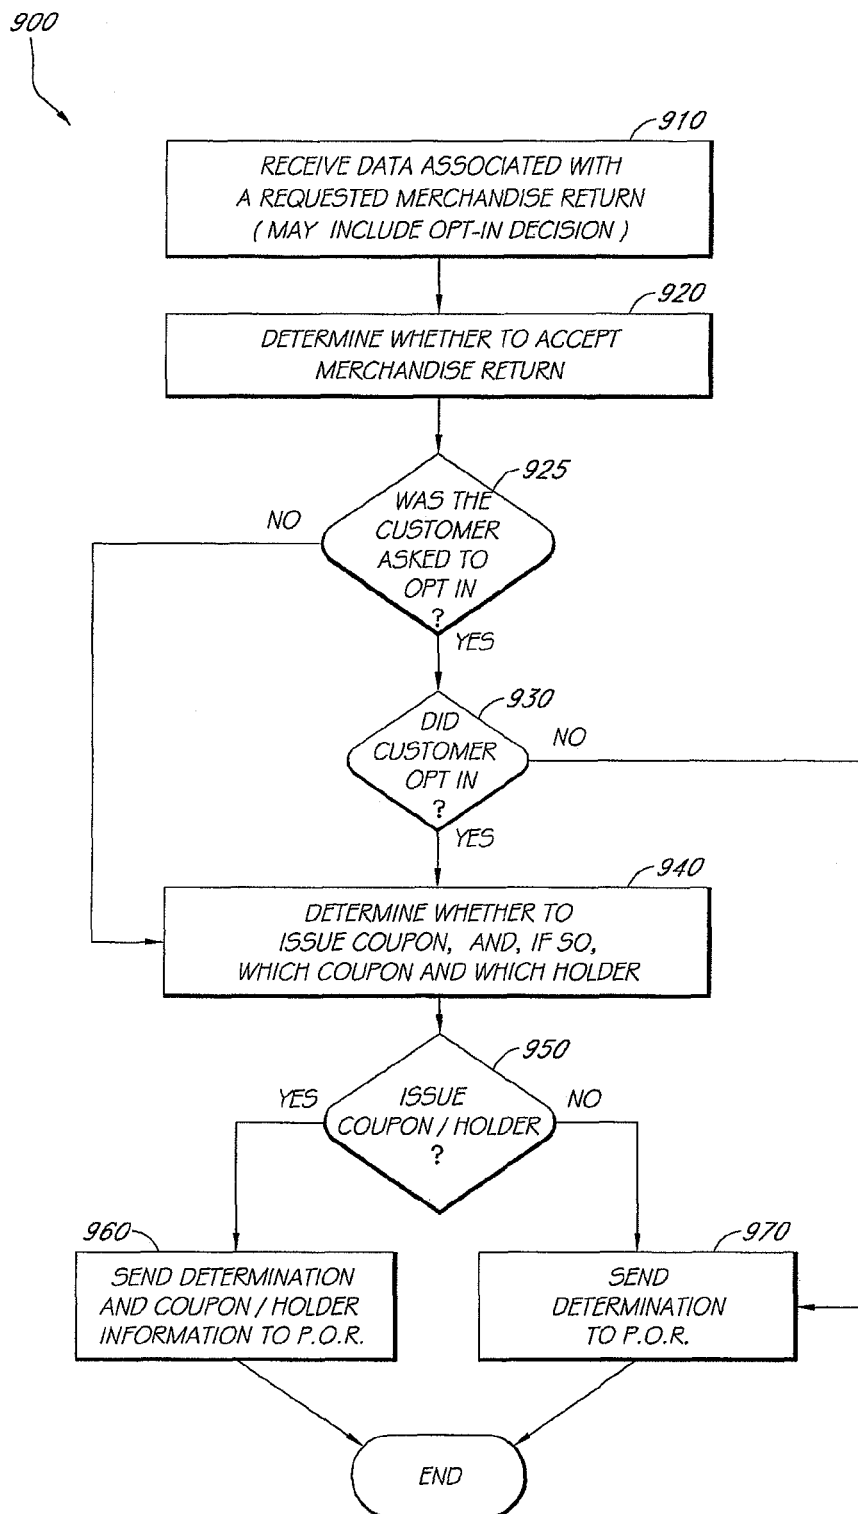 900
910
RECEIVE DATA ASSOCIATED WITH
A REQUESTED MERCHANDISE RETURN
( MAY INCLUDE OPT-IN DECISION )
920
DETERMINE WHETHER TO ACCEPT
MERCHANDISE RETURN
925
WAS THE
CUSTOMER
ASKED TO
OPT IN
?
NO
YES
930
DID
CUSTOMER
OPT IN
?
NO
YES
940
DETERMINE WHETHER TO
ISSUE COUPON, AND, IF SO,
WHICH COUPON AND WHICH HOLDER
950
ISSUE
COUPON / HOLDER
?
YES
NO
960
SEND DETERMINATION
AND COUPON / HOLDER
INFORMATION TO P.O.R.
970
SEND
DETERMINATION
TO P.O.R.
END